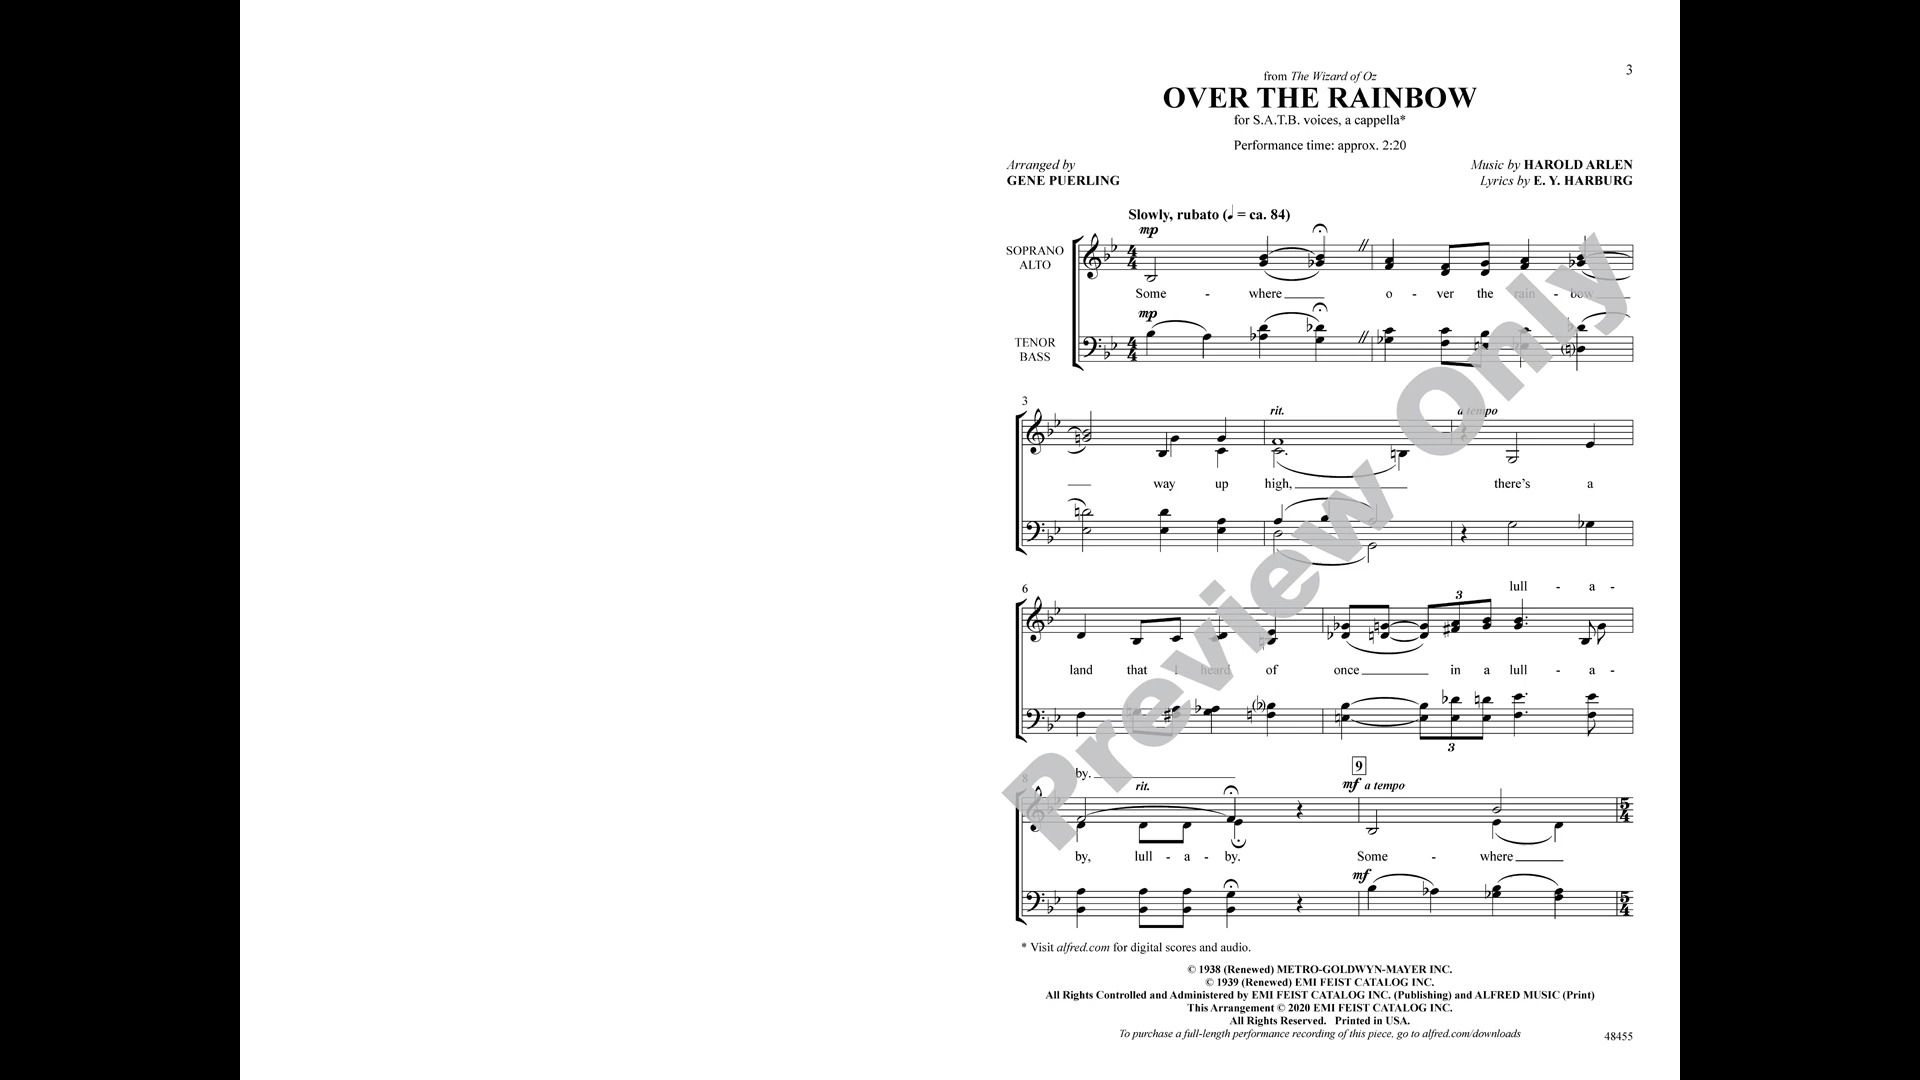 3
from The Wizard of Oz
OVER THE RAINBOW
for S.A.T.B. voices, a cappella*
Performance time: approx. 2:20
Arranged by
GENE PUERLING
Music by HAROLD ARLEN
Lyrics by E. Y. HARBURG
Slowly, rubato (♩ = ca. 84)
mp
SOPRANO
ALTO
Some - where o - ver the rain - bow
mp
TENOR
BASS
3
rit. a tempo
way up high, there's a
6
lull - a -
3
land that I heard of once in a lull - a -
3
8
by.
rit.
9
mf a tempo
by, lull - a - by. Some - where
mf
* Visit alfred.com for digital scores and audio.
© 1938 (Renewed) METRO-GOLDWYN-MAYER INC.
© 1939 (Renewed) EMI FEIST CATALOG INC.
All Rights Controlled and Administered by EMI FEIST CATALOG INC. (Publishing) and ALFRED MUSIC (Print)
This Arrangement © 2020 EMI FEIST CATALOG INC.
All Rights Reserved. Printed in USA.
To purchase a full-length performance recording of this piece, go to alfred.com/downloads
48455
Preview Only